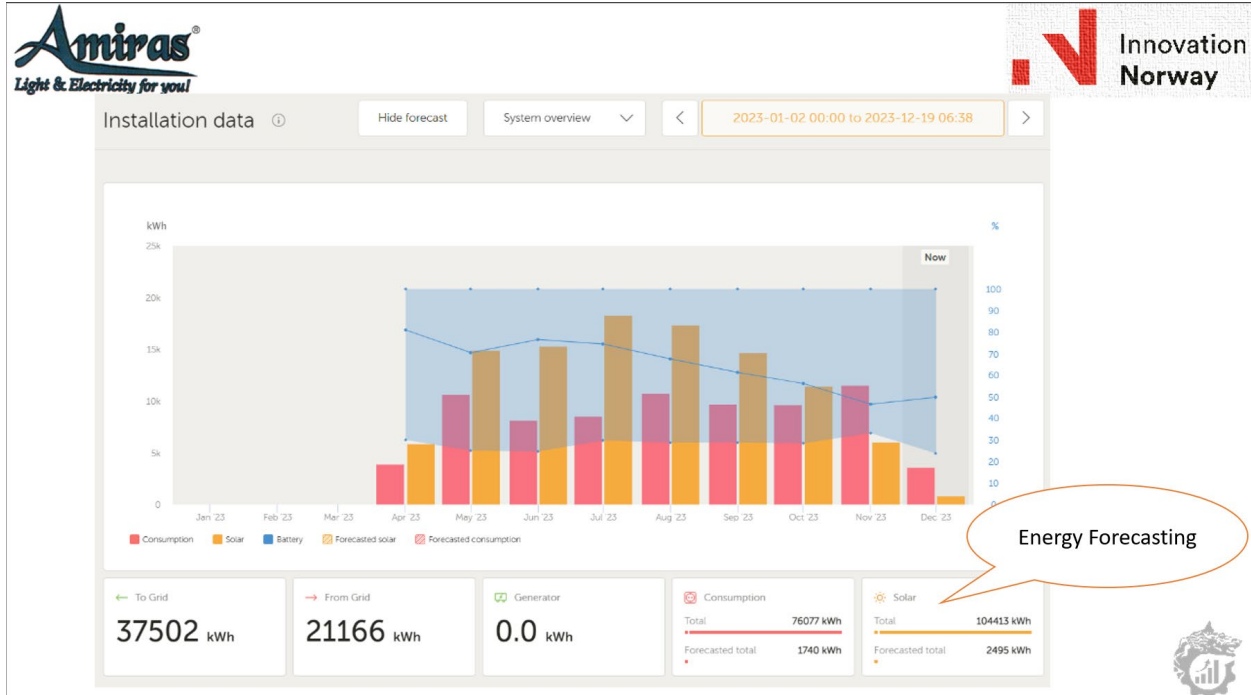 Amiras®
Light & Electricity for you!
Innovation
Norway
Installation data
Hide forecast
System overview
2023-01-02 00:00 to 2023-12-19 06:38
kWh
%
25k
20k
15k
10k
5k
0
Now
100
90
80
70
60
50
40
30
20
10
0
Jan '23 Feb '23 Mar '23 Apr '23 May '23 Jun '23 Jul '23 Aug '23 Sep '23 Oct '23 Nov '23 Dec '23
Consumption Solar Battery Forecasted solar Forecasted consumption
Energy Forecasting
To Grid
37502 kWh
From Grid
21166 kWh
Generator
0.0 kWh
Consumption
Total 76077 kWh
Forecasted total 1740 kWh
Solar
Total 104413 kWh
Forecasted total 2495 kWh